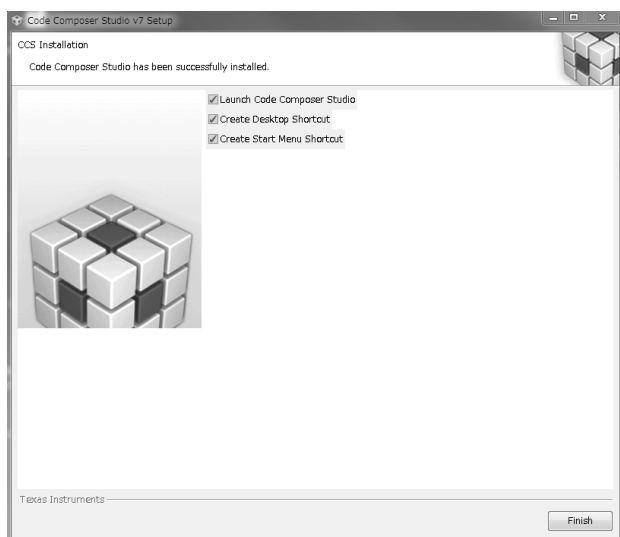 Code Composer Studio v7 Setup
CCS Installation
Code Composer Studio has been successfully installed.
Launch Code Composer Studio
Create Desktop Shortcut
Create Start Menu Shortcut
Texas Instruments
Finish